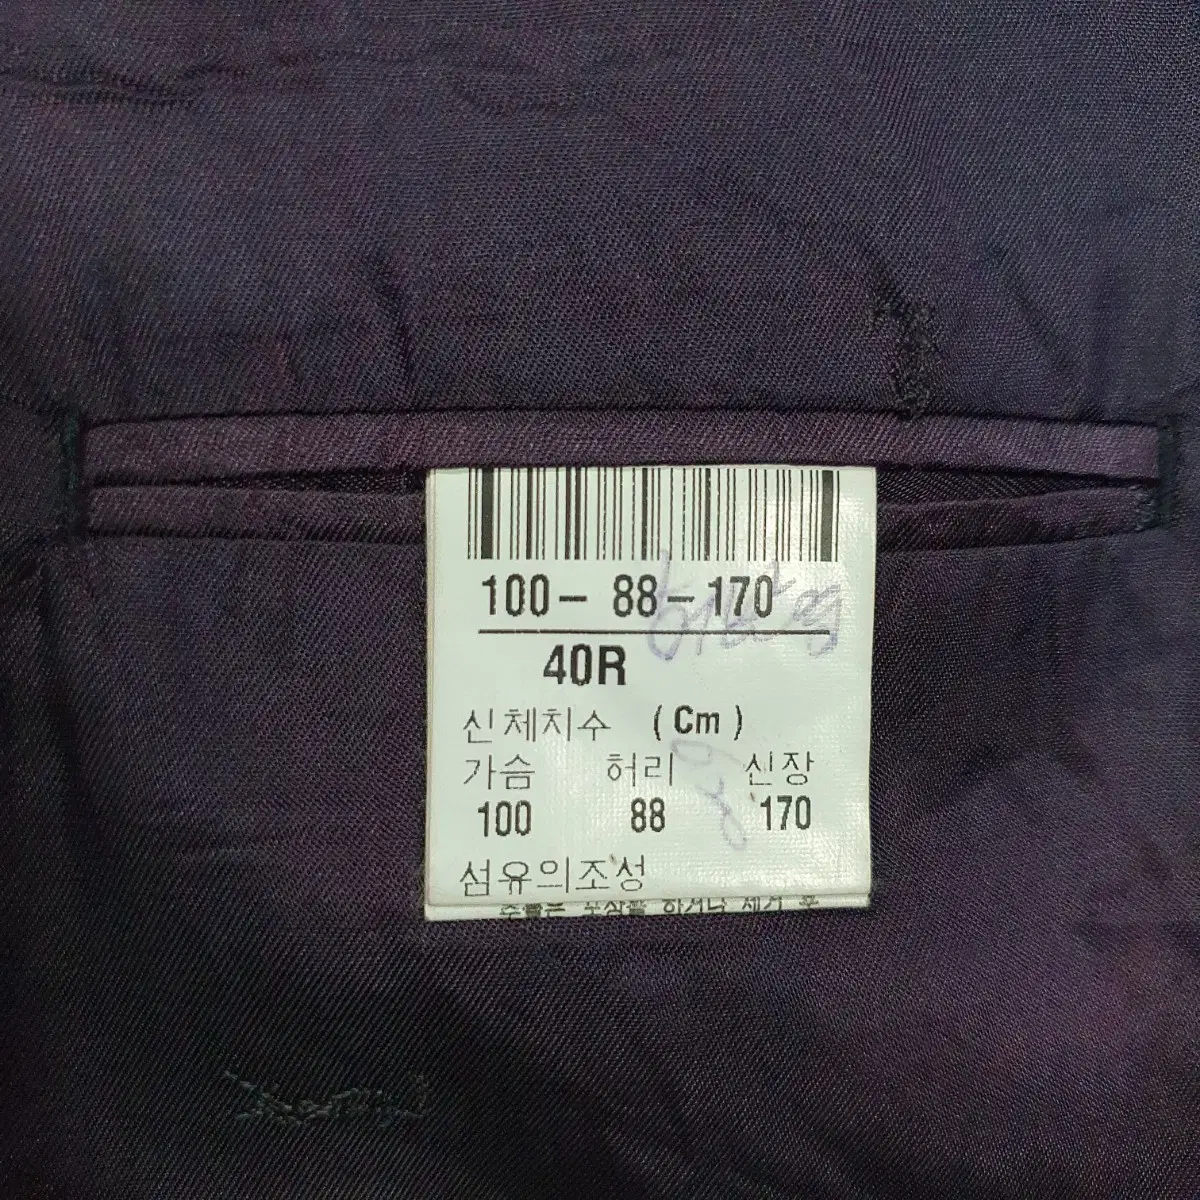 100- 88-170
40R
신체치수 (Cm)
가슴 허리 신장
100 88 170
섬유의조성